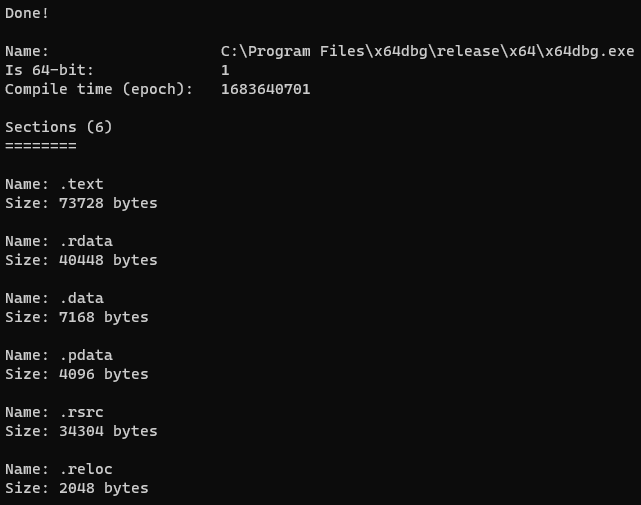 Done!
Name: C:\Program Files\x64dbg\release\x64\x64dbg.exe
Is 64-bit: 1
Compile time (epoch): 1683640701
Sections (6)
========
Name: .text
Size: 73728 bytes
Name: .rdata
Size: 40448 bytes
Name: .data
Size: 7168 bytes
Name: .pdata
Size: 4096 bytes
Name: .rsrc
Size: 34304 bytes
Name: .reloc
Size: 2048 bytes